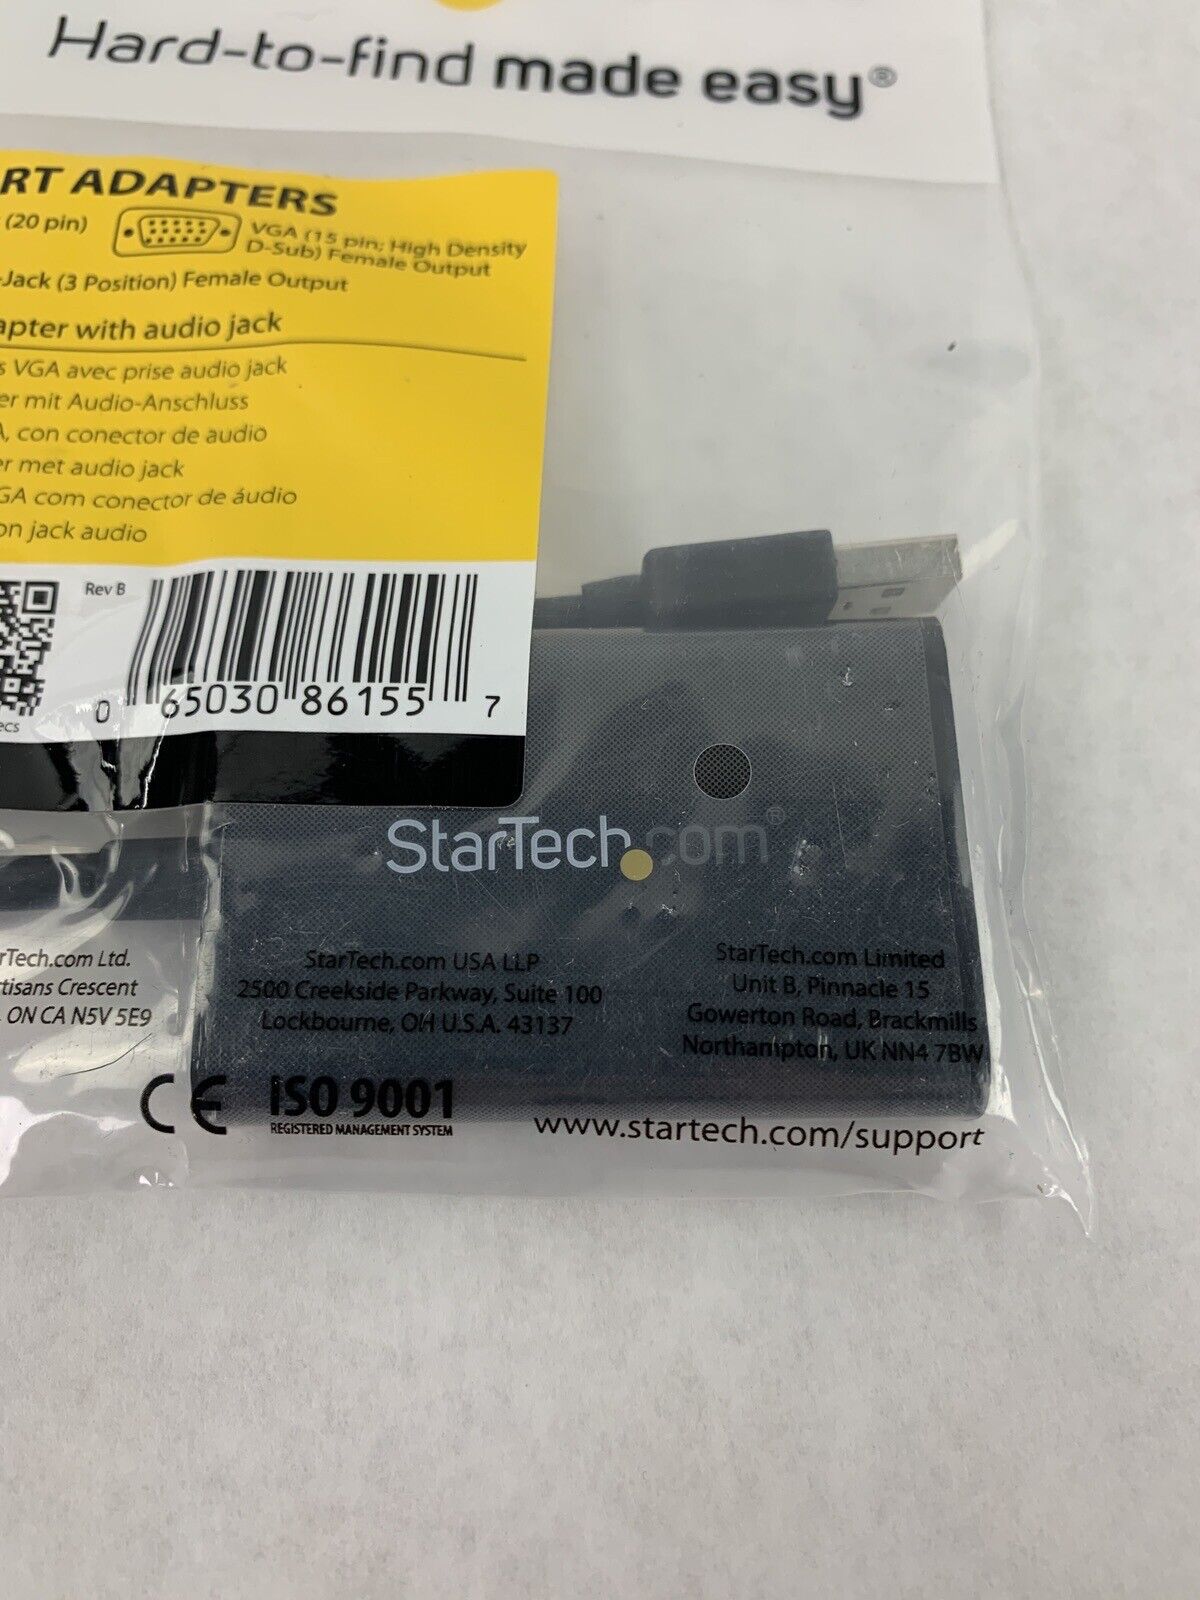 Hard-to-find made easy®
RT ADAPTERS
(20 pin)
VGA (15 pin; High Density
D-Sub) Female Output
-Jack (3 Position) Female Output
apter with audio jack
s VGA avec prise audio jack
er mit Audio-Anschluss
A, con conector de audio
er met audio jack
GA com conector de áudio
on jack audio
Rev B
0 65030 86155 7
ecs
StarTech.com®
rTech.com Ltd.
tisans Crescent
, ON CA N5V 5E9
StarTech.com USA LLP
2500 Creekside Parkway, Suite 100
Lockbourne, OH U.S.A. 43137
StarTech.com Limited
Unit B, Pinnacle 15
Gowerton Road, Brackmills
Northampton, UK NN4 7BW
CE
ISO 9001
REGISTERED MANAGEMENT SYSTEM
www.startech.com/support